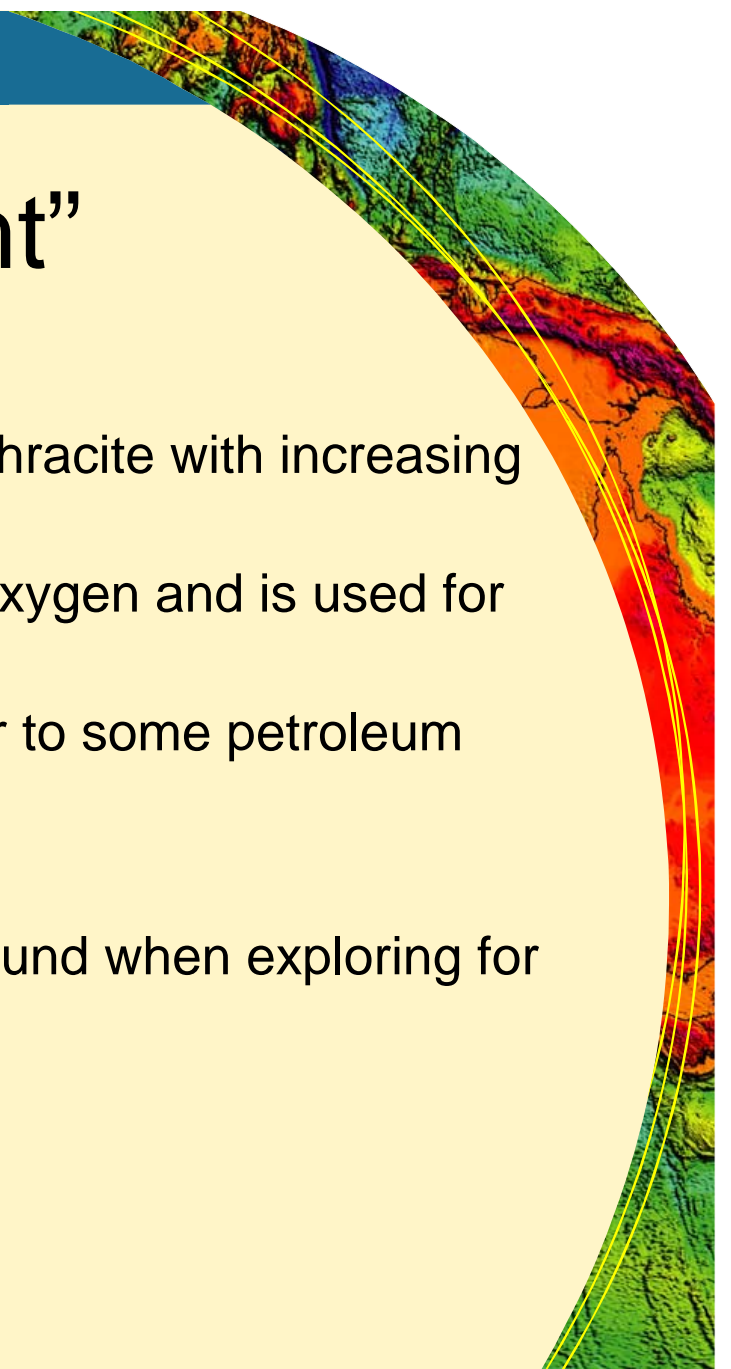 nt”
hracite with increasing
xygen and is used for
r to some petroleum
und when exploring for